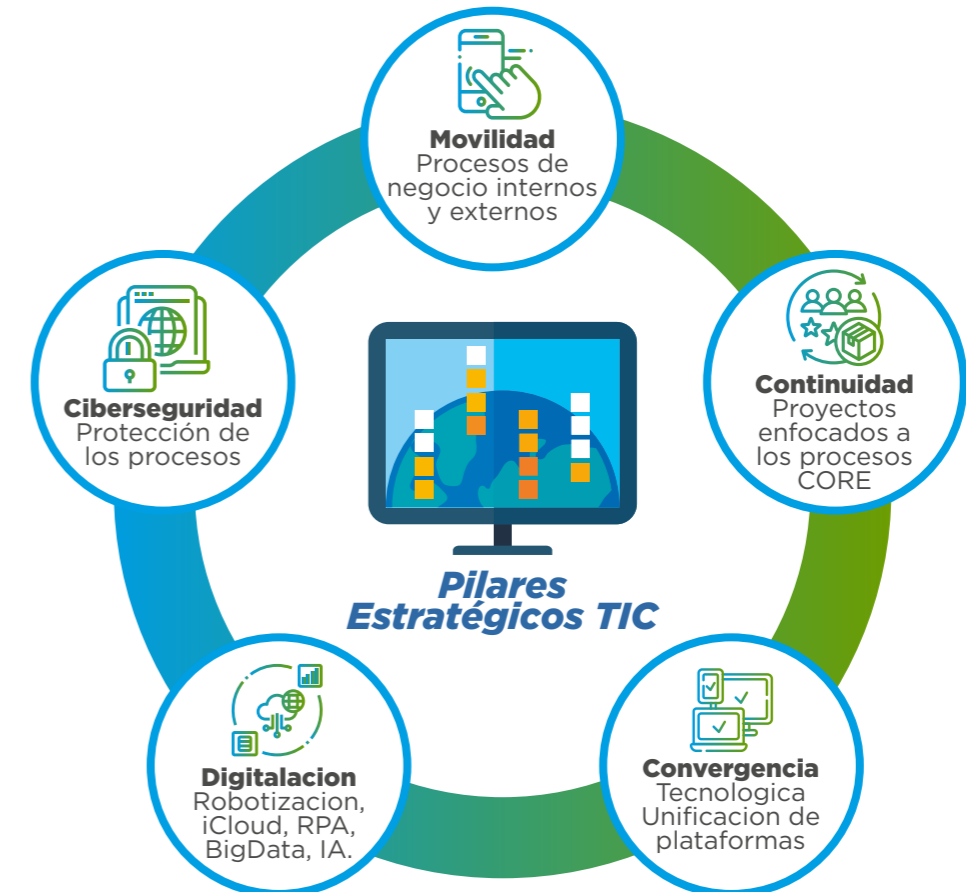 Movilidad
Procesos de
negocio internos
y externos
Continuidad
Proyectos
enfocados a
los procesos
CORE
Convergencia
Tecnologica
Unificacion de
plataformas
Digitalacion
Robotizacion,
iCloud, RPA,
BigData, IA.
Ciberseguridad
Protección de
los procesos
Pilares
Estratégicos TIC